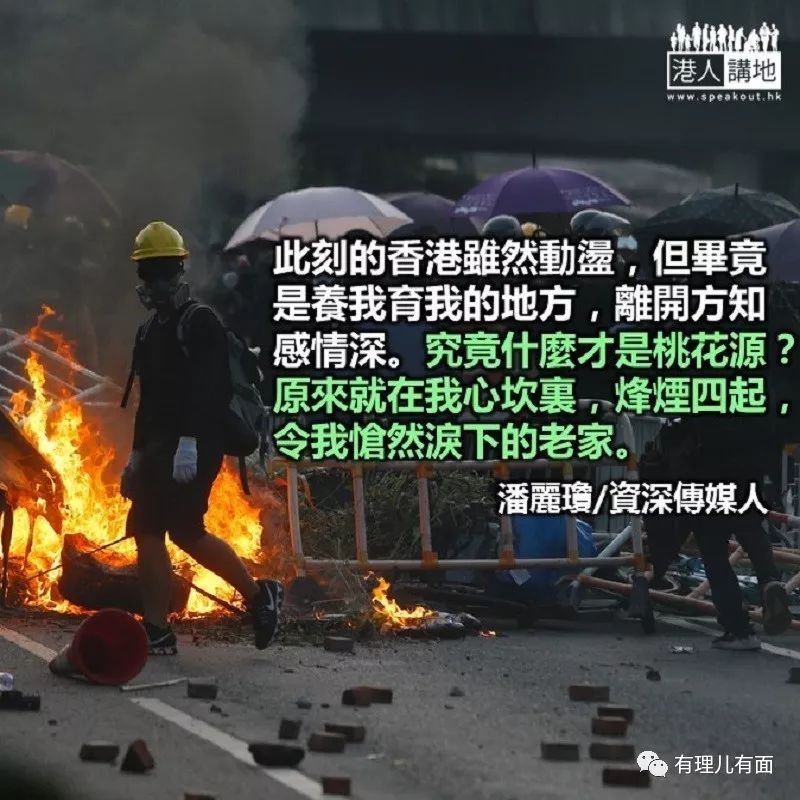 港人講地
www.speakout.hk
此刻的香港雖然動盪，但畢竟
是養我育我的地方，離開方知
感情深。究竟什麼才是桃花源？
原來就在我心坎裏，烽煙四起，
令我愴然淚下的老家。
潘麗瓊/資深傳媒人
有理儿有面